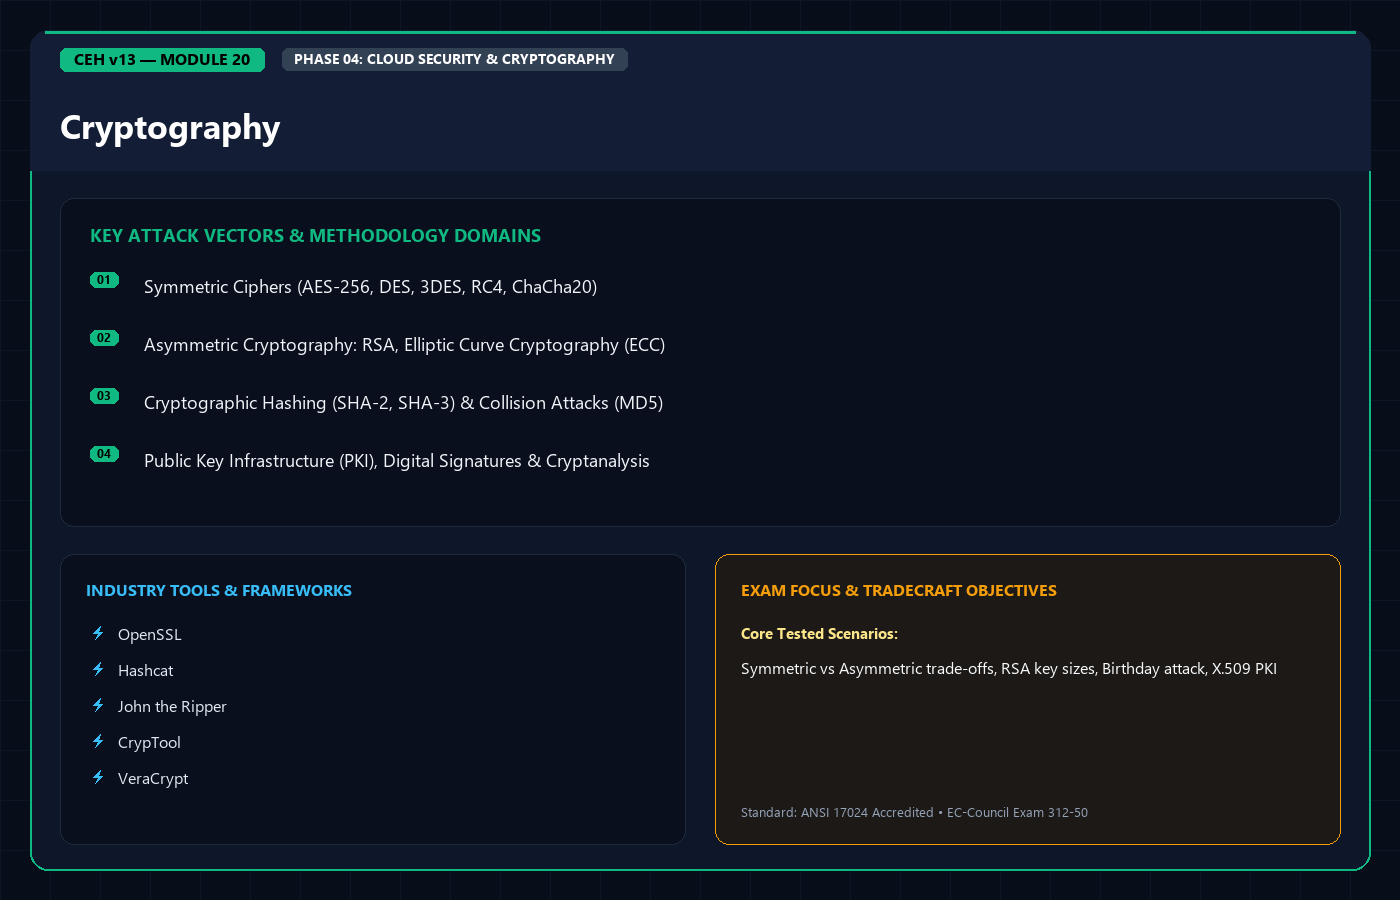 CEH v13 — MODULE 20
PHASE 04: CLOUD SECURITY & CRYPTOGRAPHY
Cryptography
KEY ATTACK VECTORS & METHODOLOGY DOMAINS
01 Symmetric Ciphers (AES-256, DES, 3DES, RC4, ChaCha20)
02 Asymmetric Cryptography: RSA, Elliptic Curve Cryptography (ECC)
03 Cryptographic Hashing (SHA-2, SHA-3) & Collision Attacks (MD5)
04 Public Key Infrastructure (PKI), Digital Signatures & Cryptanalysis
INDUSTRY TOOLS & FRAMEWORKS
OpenSSL
Hashcat
John the Ripper
CrypTool
VeraCrypt
EXAM FOCUS & TRADECRAFT OBJECTIVES
Core Tested Scenarios:
Symmetric vs Asymmetric trade-offs, RSA key sizes, Birthday attack, X.509 PKI
Standard: ANSI 17024 Accredited • EC-Council Exam 312-50